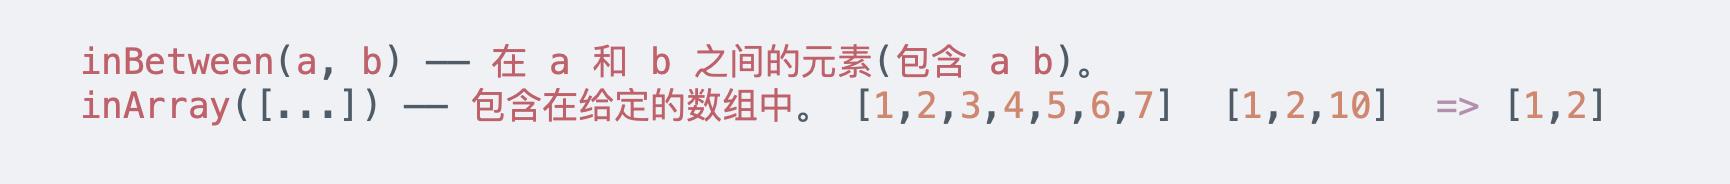 inBetween(a, b) —— 在 a 和 b 之间的元素(包含 a b)。
inArray([...]) —— 包含在给定的数组中。 [1,2,3,4,5,6,7]  [1,2,10]  => [1,2]